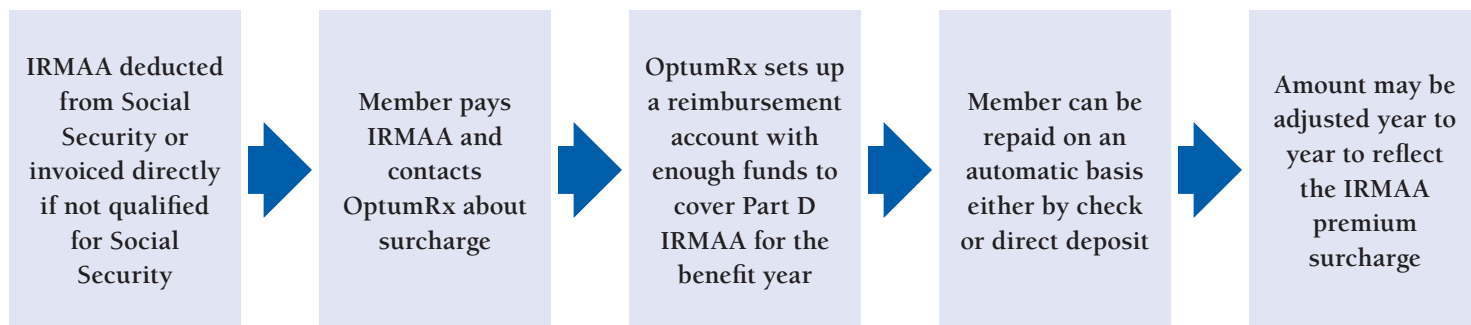 IRMAA deducted
from Social
Security or
invoiced directly
if not qualified
for Social
Security
Member pays
IRMAA and
contacts
OptumRx about
surcharge
OptumRx sets up
a reimbursement
account with
enough funds to
cover Part D
IRMAA for the
benefit year
Member can be
repaid on an
automatic basis
either by check
or direct deposit
Amount may be
adjusted year to
year to reflect
the IRMAA
premium
surcharge